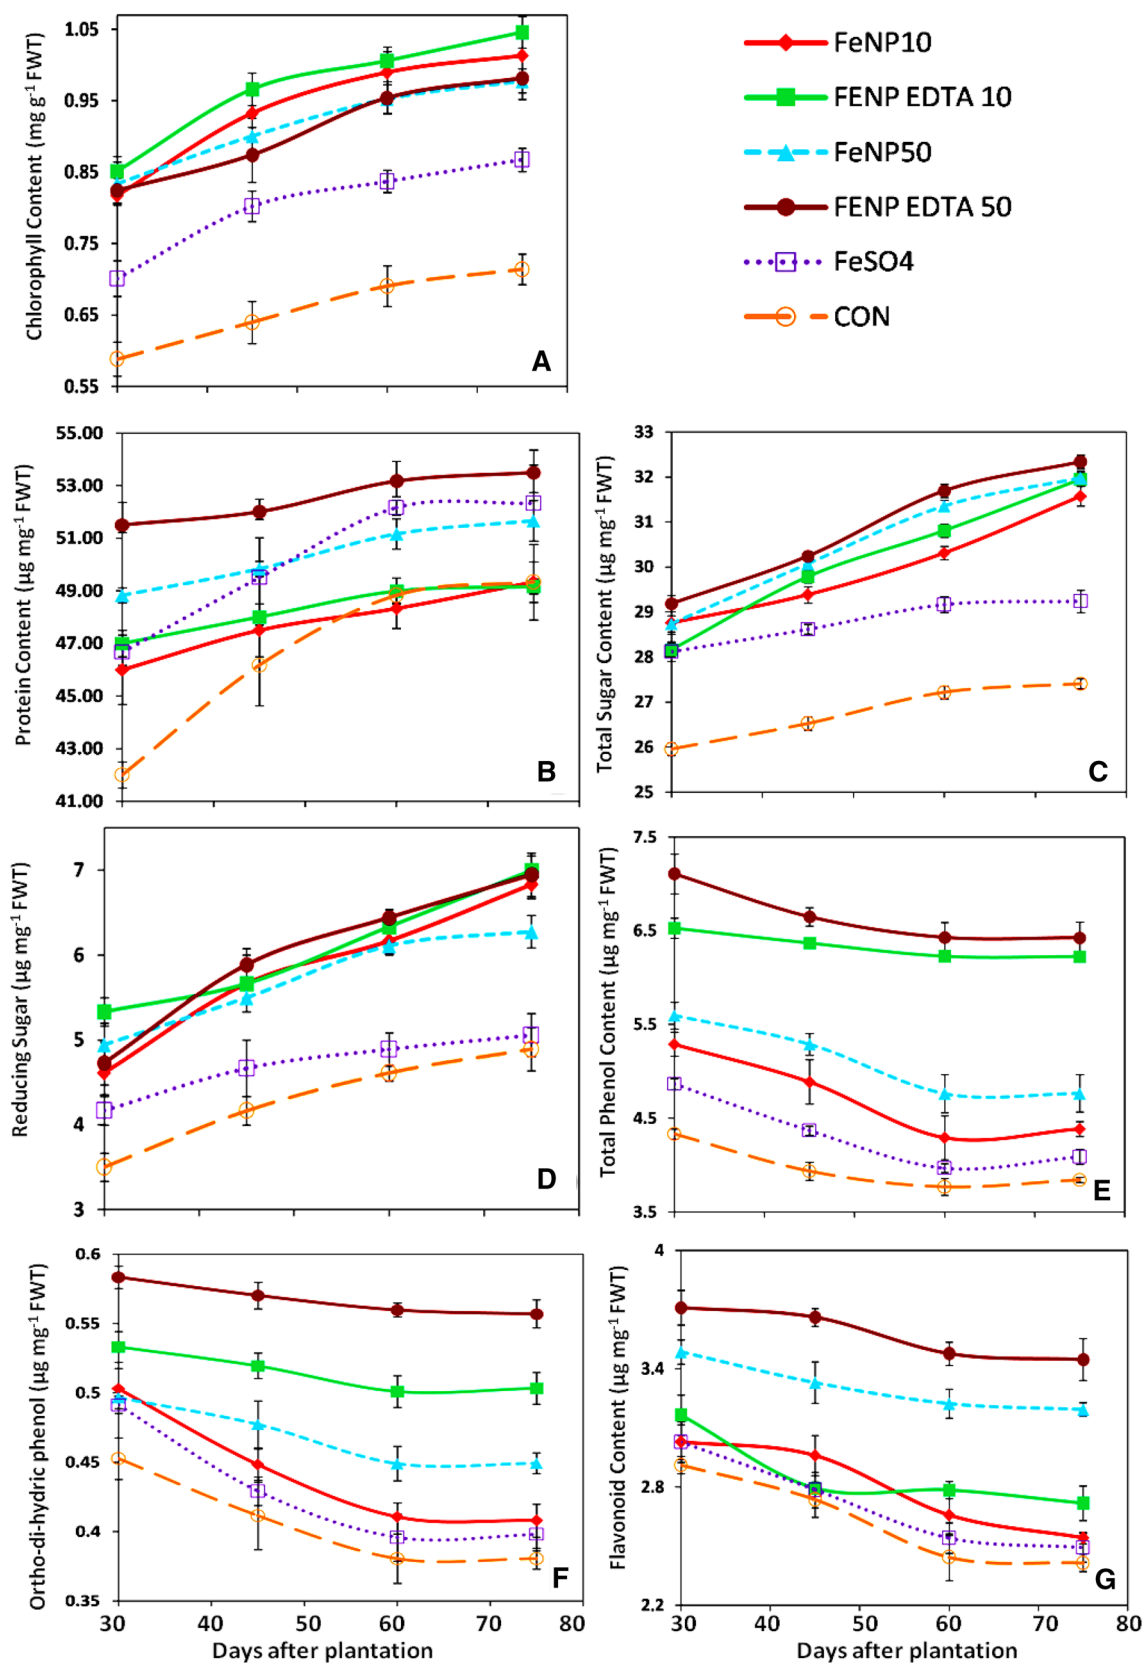 FeNP10
FENP EDTA 10
FeNP50
FENP EDTA 50
FeSO4
CON
Chlorophyll Content (mg g-1 FWT)
1.05
0.95
0.85
0.75
0.65
0.55
A
Protein Content (µg mg-1 FWT)
55.00
53.00
51.00
49.00
47.00
45.00
43.00
41.00
B
Total Sugar Content (µg mg-1 FWT)
33
32
31
30
29
28
27
26
25
C
Reducing Sugar (µg mg-1 FWT)
7
6
5
4
3
D
Total Phenol Content (µg mg-1 FWT)
7.5
6.5
5.5
4.5
3.5
E
Ortho-di-hydric phenol (µg mg-1 FWT)
0.6
0.55
0.5
0.45
0.4
0.35
F
30 40 50 60 70 80
Days after plantation
Flavonoid Content (µg mg-1 FWT)
4
3.4
2.8
2.2
G
30 40 50 60 70 80
Days after plantation